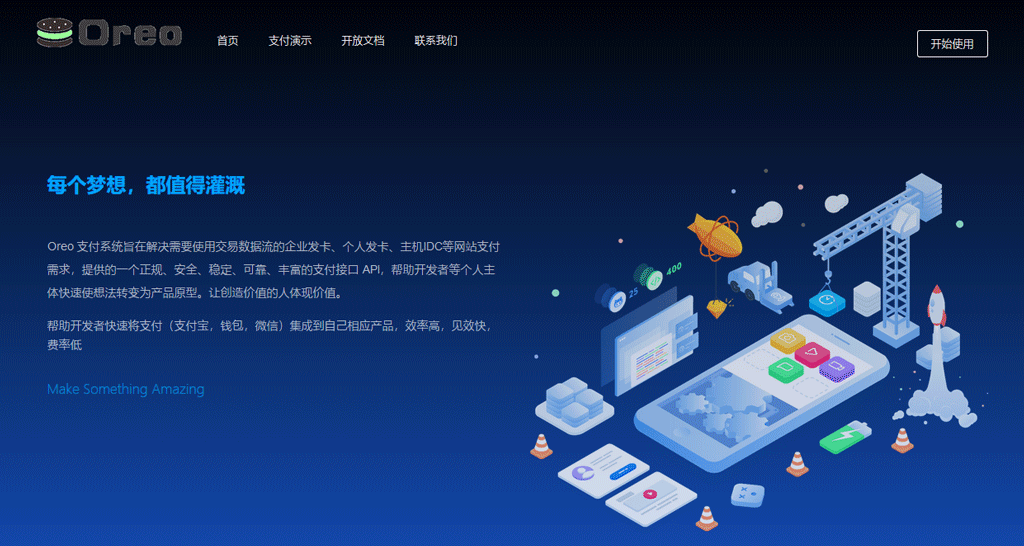 Oreo
首页 支付演示 开放文档 联系我们
开始使用
每个梦想，都值得灌溉
Oreo 支付系统旨在解决需要使用交易数据流的企业发卡、个人发卡、主机IDC等网站支付
需求，提供的一个正规、安全、稳定、可靠、丰富的支付接口 API，帮助开发者等个人主
体快速使想法转变为产品原型。让创造价值的人体现价值。
帮助开发者快速将支付（支付宝，钱包，微信）集成到自己相应产品，效率高，见效快，
费率低
Make Something Amazing
25
400